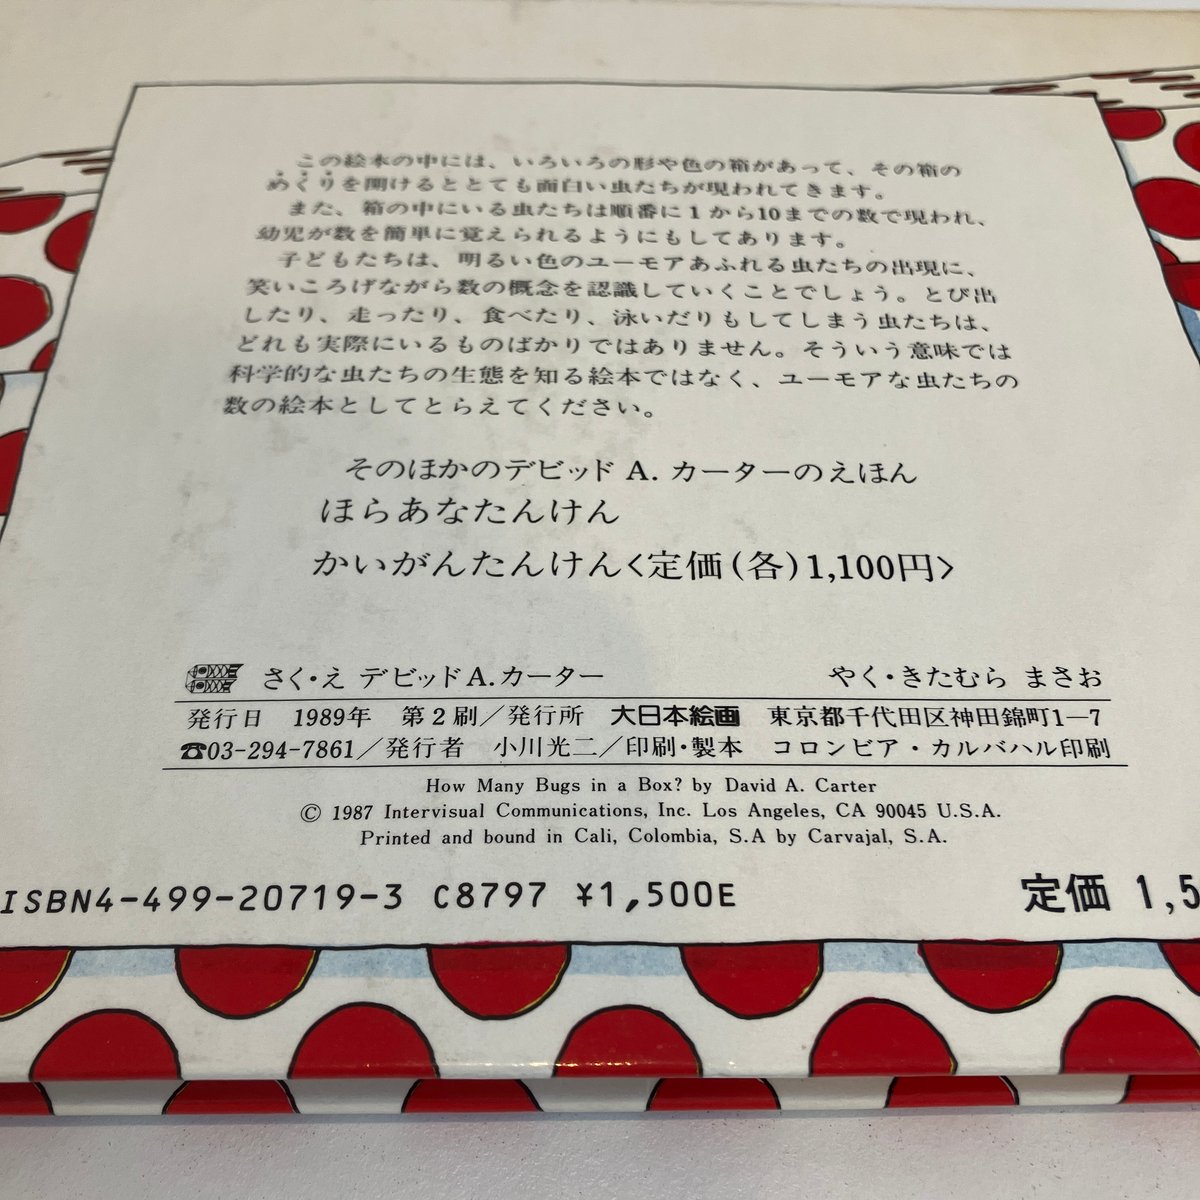 この絵本の中には、いろいろの形や色の箱があって、その箱の
めくりを開けるととても面白い虫たちが現われてきます。
また、箱の中にいる虫たちは順番に1から10までの数で現われ、
幼児が数を簡単に覚えられるようにもしてあります。
子どもたちは、明るい色のユーモアあふれる虫たちの出現に、
笑いころげながら数の概念を認識していくことでしょう。とび出
したり、走ったり、食べたり、泳いだりもしてしまう虫たちは、
どれも実際にいるものばかりではありません。そういう意味では
科学的な虫たちの生態を知る絵本ではなく、ユーモアな虫たちの
数の絵本としてとらえてください。
そのほかのデビッド A. カーターのえほん
ほらあなたんけん
かいがんたんけん<定価(各)1,100円>
さく・え デビッドA.カーター やく・きたむら まさお
発行日 1989年 第2刷/発行所 大日本絵画 東京都千代田区神田錦町1-7
☎03-294-7861/発行者 小川光二/印刷・製本 コロンビア・カルバハル印刷
How Many Bugs in a Box? by David A. Carter
© 1987 Intervisual Communications, Inc. Los Angeles, CA 90045 U.S.A.
Printed and bound in Cali, Colombia, S.A by Carvajal, S.A.
ISBN4-499-20719-3 C8797 ¥1,500E 定価 1,5